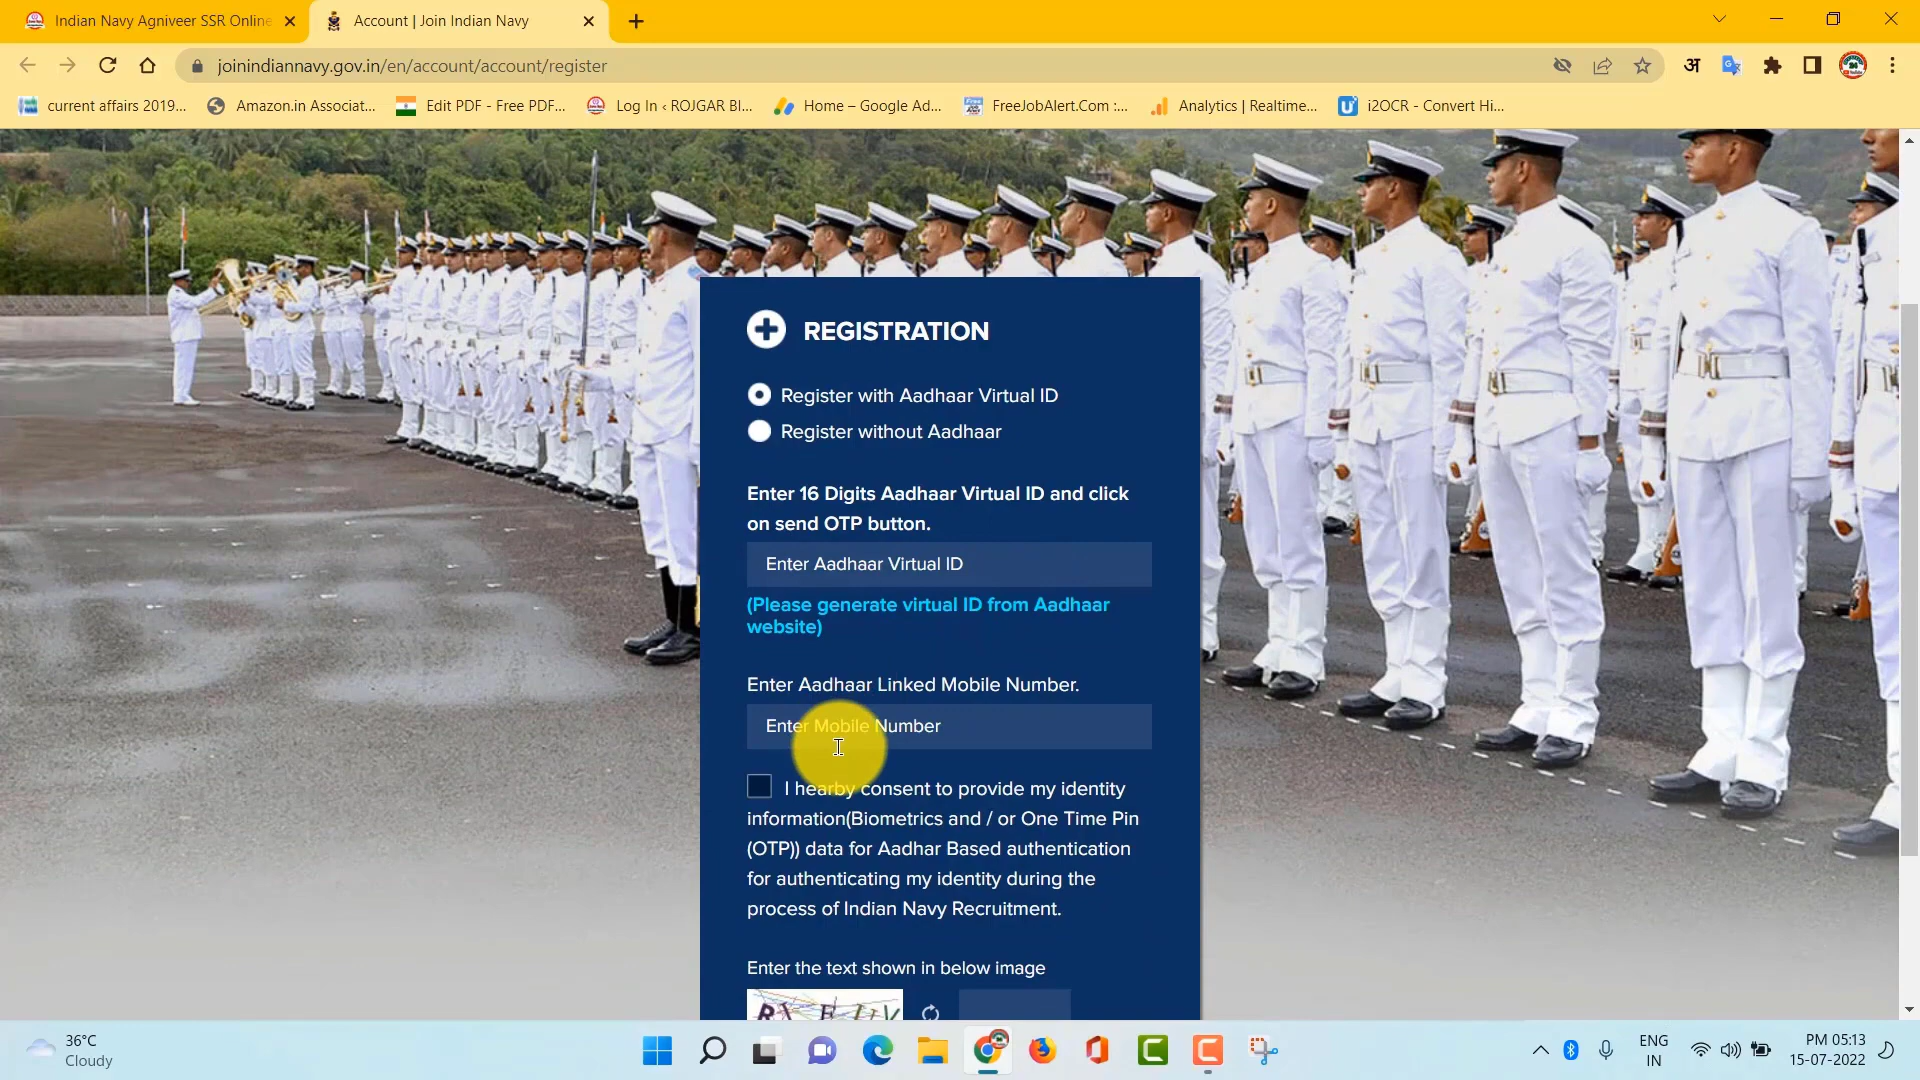 Indian Navy Agniveer SSR Online
Account | Join Indian Navy
joinindiannavy.gov.in/en/account/account/register
अ
current affairs 2019...
Amazon.in Associat...
Edit PDF - Free PDF...
Log In ‹ ROJGAR BI...
Home – Google Ad...
FreeJobAlert.Com :...
Analytics | Realtime...
i2OCR - Convert Hi...
REGISTRATION
Register with Aadhaar Virtual ID
Register without Aadhaar
Enter 16 Digits Aadhaar Virtual ID and click
on send OTP button.
Enter Aadhaar Virtual ID
(Please generate virtual ID from Aadhaar
website)
Enter Aadhaar Linked Mobile Number.
Enter Mobile Number
I hearby consent to provide my identity
information(Biometrics and / or One Time Pin
(OTP)) data for Aadhar Based authentication
for authenticating my identity during the
process of Indian Navy Recruitment.
Enter the text shown in below image
36°C
Cloudy
ENG
IN
PM 05:13
15-07-2022